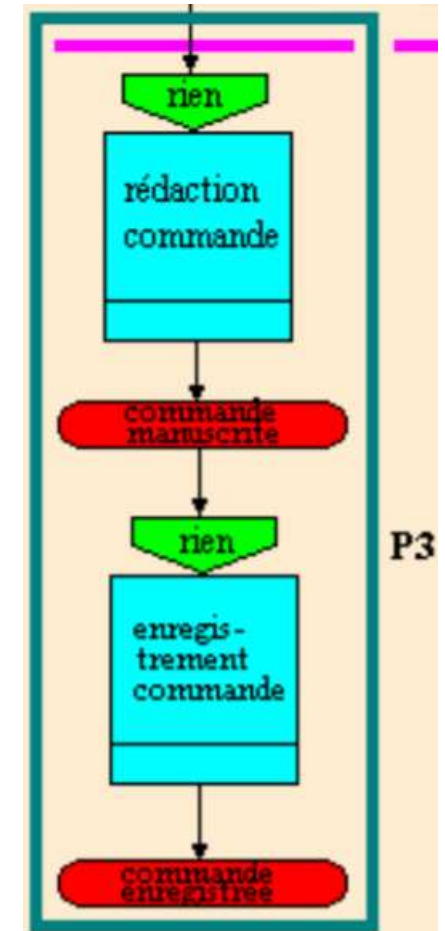 rien
rédaction
commande
commande
manuscrite
rien
P3
enregis-
trement
commande
commande
enregistrée